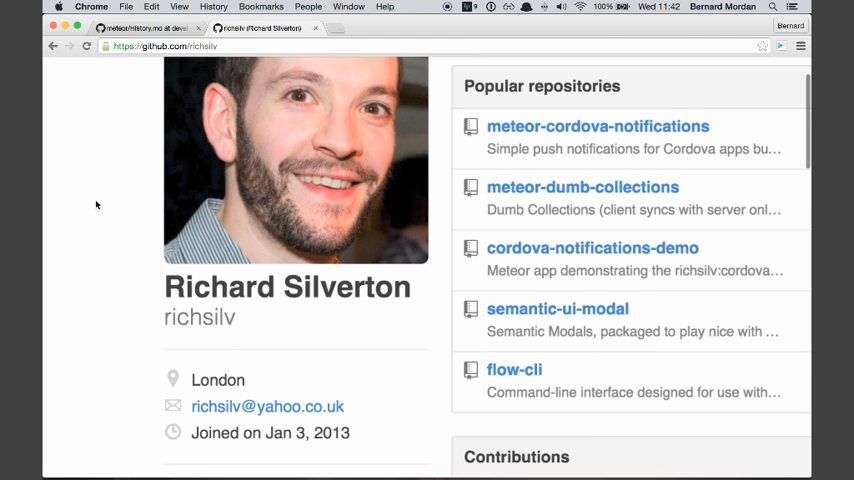 Chrome File Edit View History Bookmarks People Window Help 100% Wed 11:42 Bernard Mordan
meteor/History.md at devel × richsilv (Richard Silverton) × Bernard
https://github.com/richsilv
Popular repositories
meteor-cordova-notifications
Simple push notifications for Cordova apps bu...
meteor-dumb-collections
Dumb Collections (client syncs with server onl...
cordova-notifications-demo
Meteor app demonstrating the richsilv:cordova...
semantic-ui-modal
Semantic Modals, packaged to play nice with ...
flow-cli
Command-line interface designed for use with...
Contributions
Richard Silverton
richsilv
London
richsilv@yahoo.co.uk
Joined on Jan 3, 2013